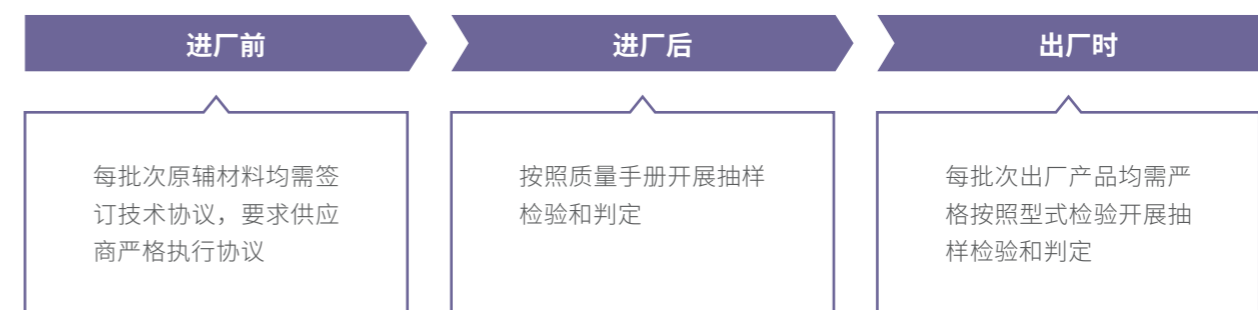 进厂前
进厂后
出厂时
每批次原辅材料均需签
订技术协议，要求供应
商严格执行协议
按照质量手册开展抽样
检验和判定
每批次出厂产品均需严
格按照型式检验开展抽
样检验和判定